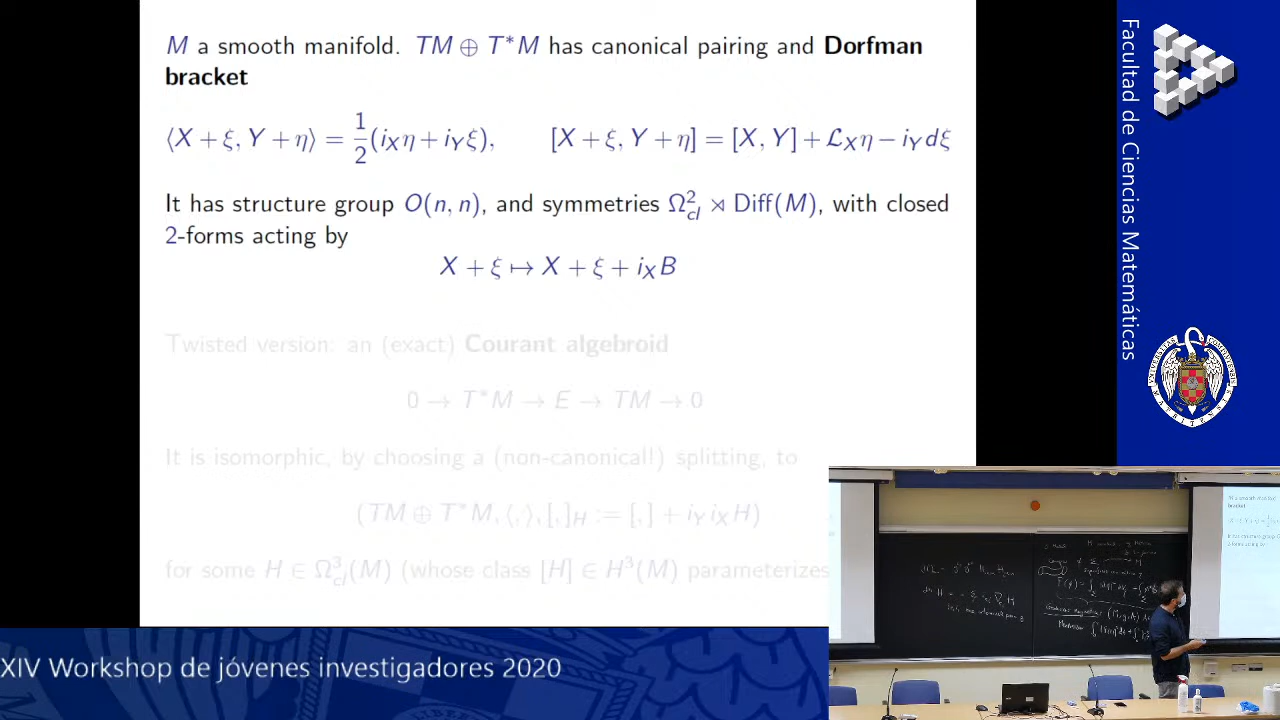 M a smooth manifold. TM ⊕ T*M has canonical pairing and Dorfman
bracket
⟨X + ξ, Y + η⟩ = 1/2 (i_Xη + i_Yξ), [X + ξ, Y + η] = [X, Y] + ℒ_Xη − i_Y dξ
It has structure group O(n, n), and symmetries Ω²_cl ⋊ Diff(M), with closed
2-forms acting by
X + ξ ↦ X + ξ + i_X B
Twisted version: an (exact) Courant algebroid
0 → T*M → E → TM → 0
It is isomorphic, by choosing a (non-canonical!) splitting, to
(TM ⊕ T*M, ⟨,⟩, [,]_H := [,] + i_Y i_X H)
for some H ∈ Ω³_cl(M) whose class [H] ∈ H³(M) parameterizes
Facultad de Ciencias Matemáticas
XIV Workshop de jóvenes investigadores 2020